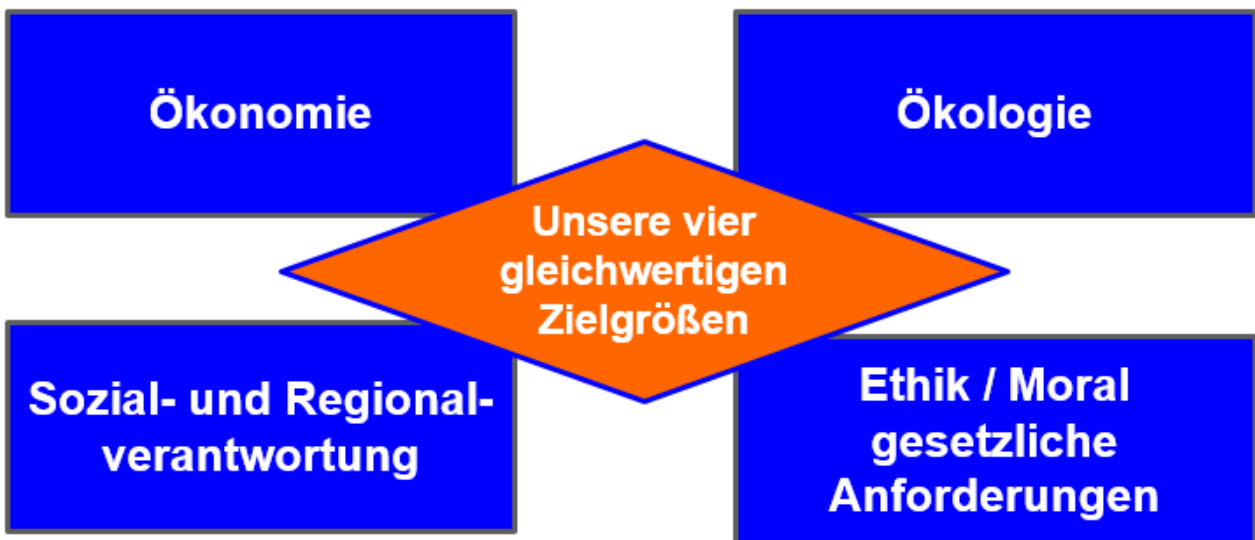 Ökonomie
Ökologie
Unsere vier
gleichwertigen
Zielgrößen
Sozial- und Regional-
verantwortung
Ethik / Moral
gesetzliche
Anforderungen